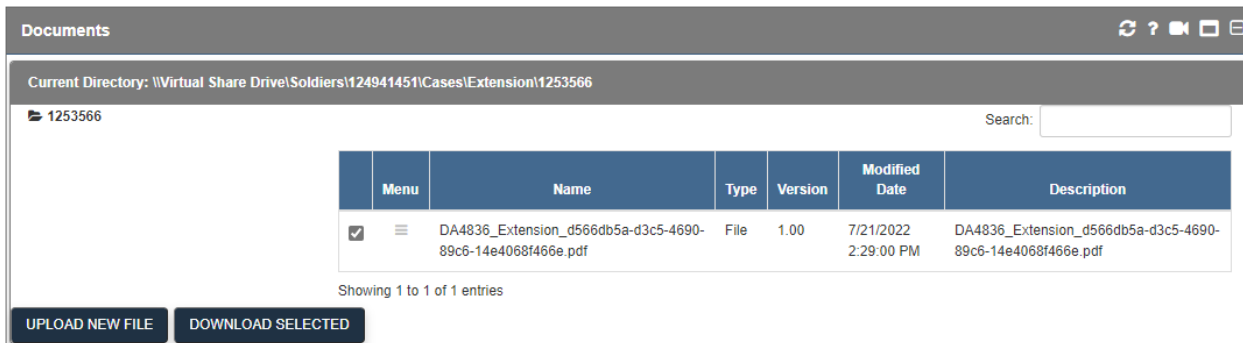 Documents
?
Current Directory: \\Virtual Share Drive\Soldiers\124941451\Cases\Extension\1253566
1253566
Search:
Menu Name Type Version Modified Date Description
DA4836_Extension_d566db5a-d3c5-4690- File 1.00 7/21/2022 DA4836_Extension_d566db5a-d3c5-4690-
89c6-14e4068f466e.pdf 2:29:00 PM 89c6-14e4068f466e.pdf
Showing 1 to 1 of 1 entries
UPLOAD NEW FILE DOWNLOAD SELECTED